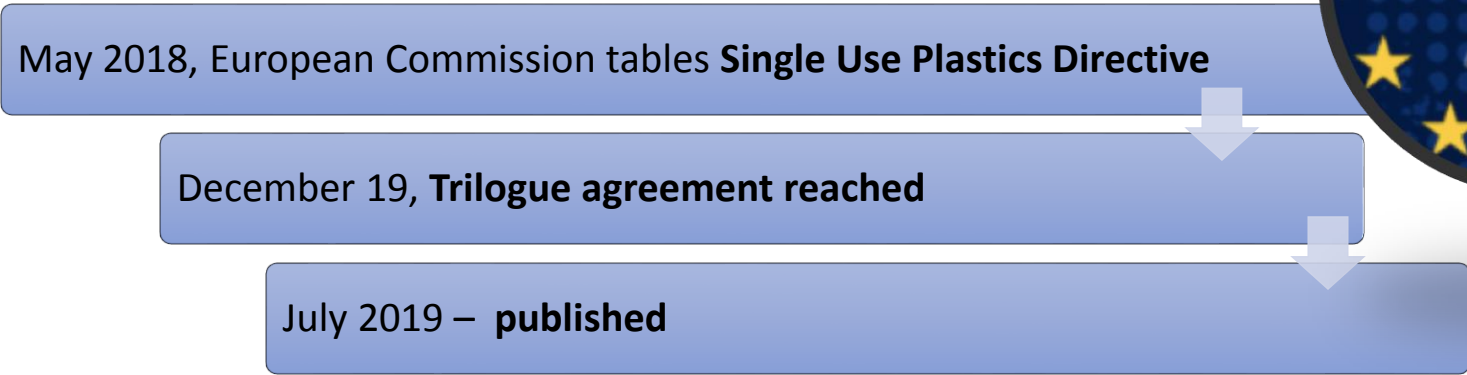 May 2018, European Commission tables Single Use Plastics Directive
December 19, Trilogue agreement reached
July 2019 – published